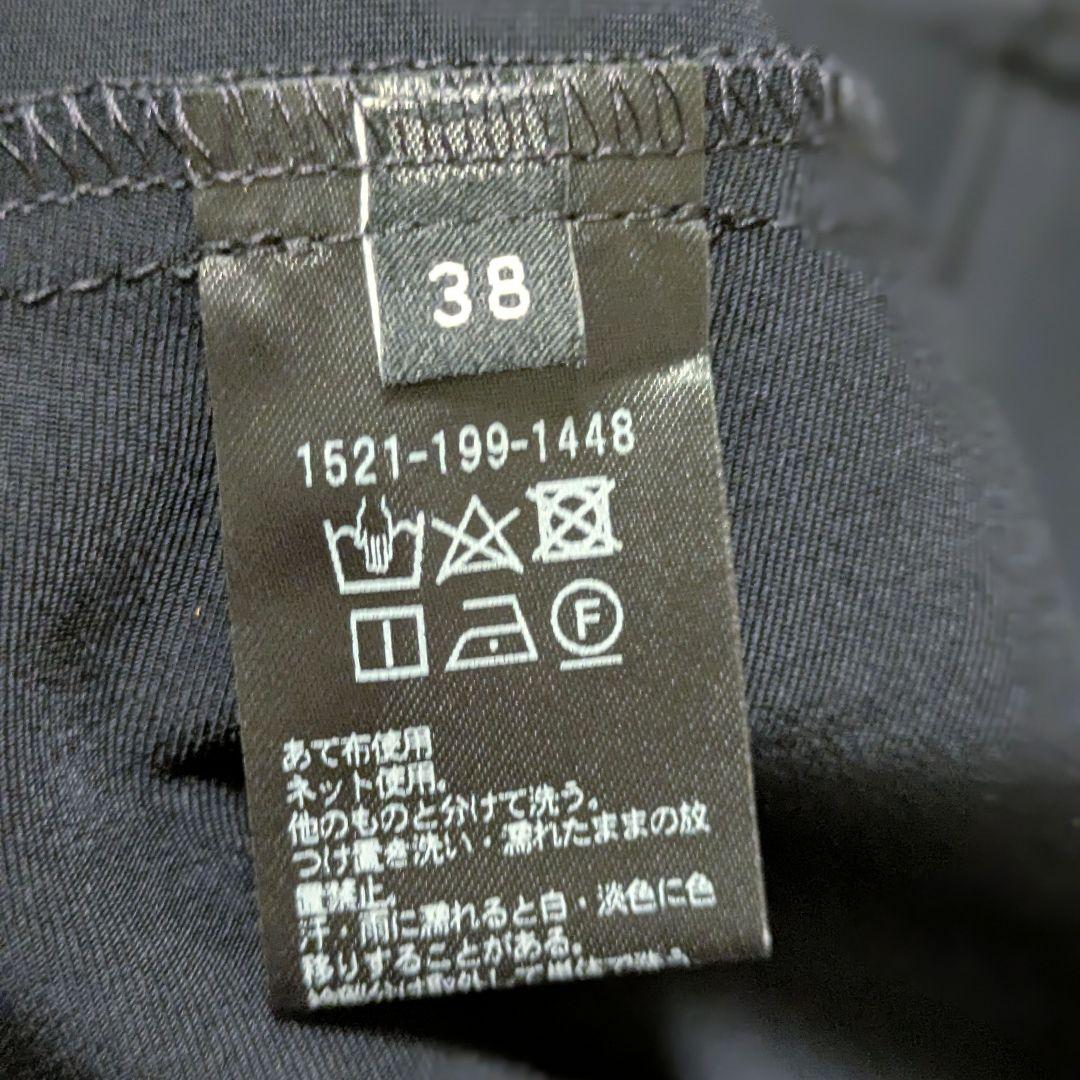 38
1521-199-1448
F
あて布使用
ネット使用。
他のものと分けて洗う。
つけ置き洗い・濡れたままの放
置禁止。
汗・雨に濡れると白・淡色に色
移りすることがある。